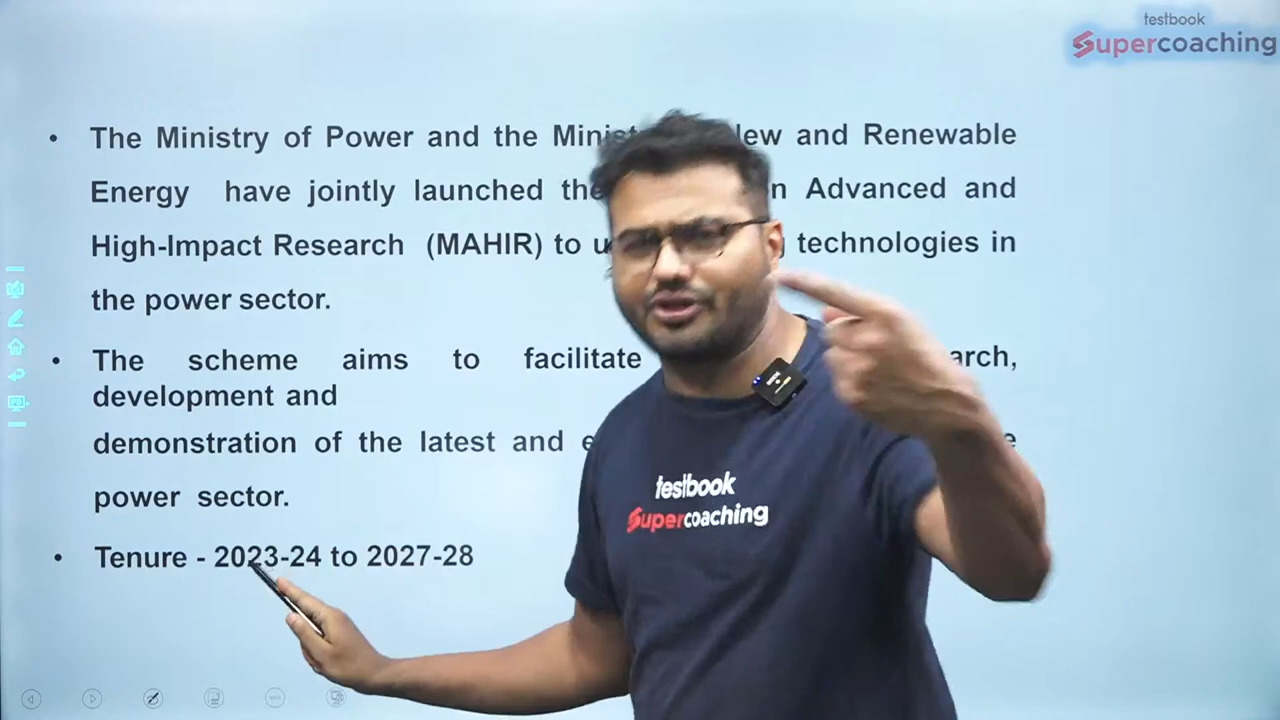 testbook
Supercoaching
The Ministry of Power and the Minist ew and Renewable
Energy have jointly launched the n Advanced and
High-Impact Research (MAHIR) to u technologies in
the power sector.
The scheme aims to facilitate arch,
development and
demonstration of the latest and e e
power sector.
Tenure - 2023-24 to 2027-28
testbook
Supercoaching